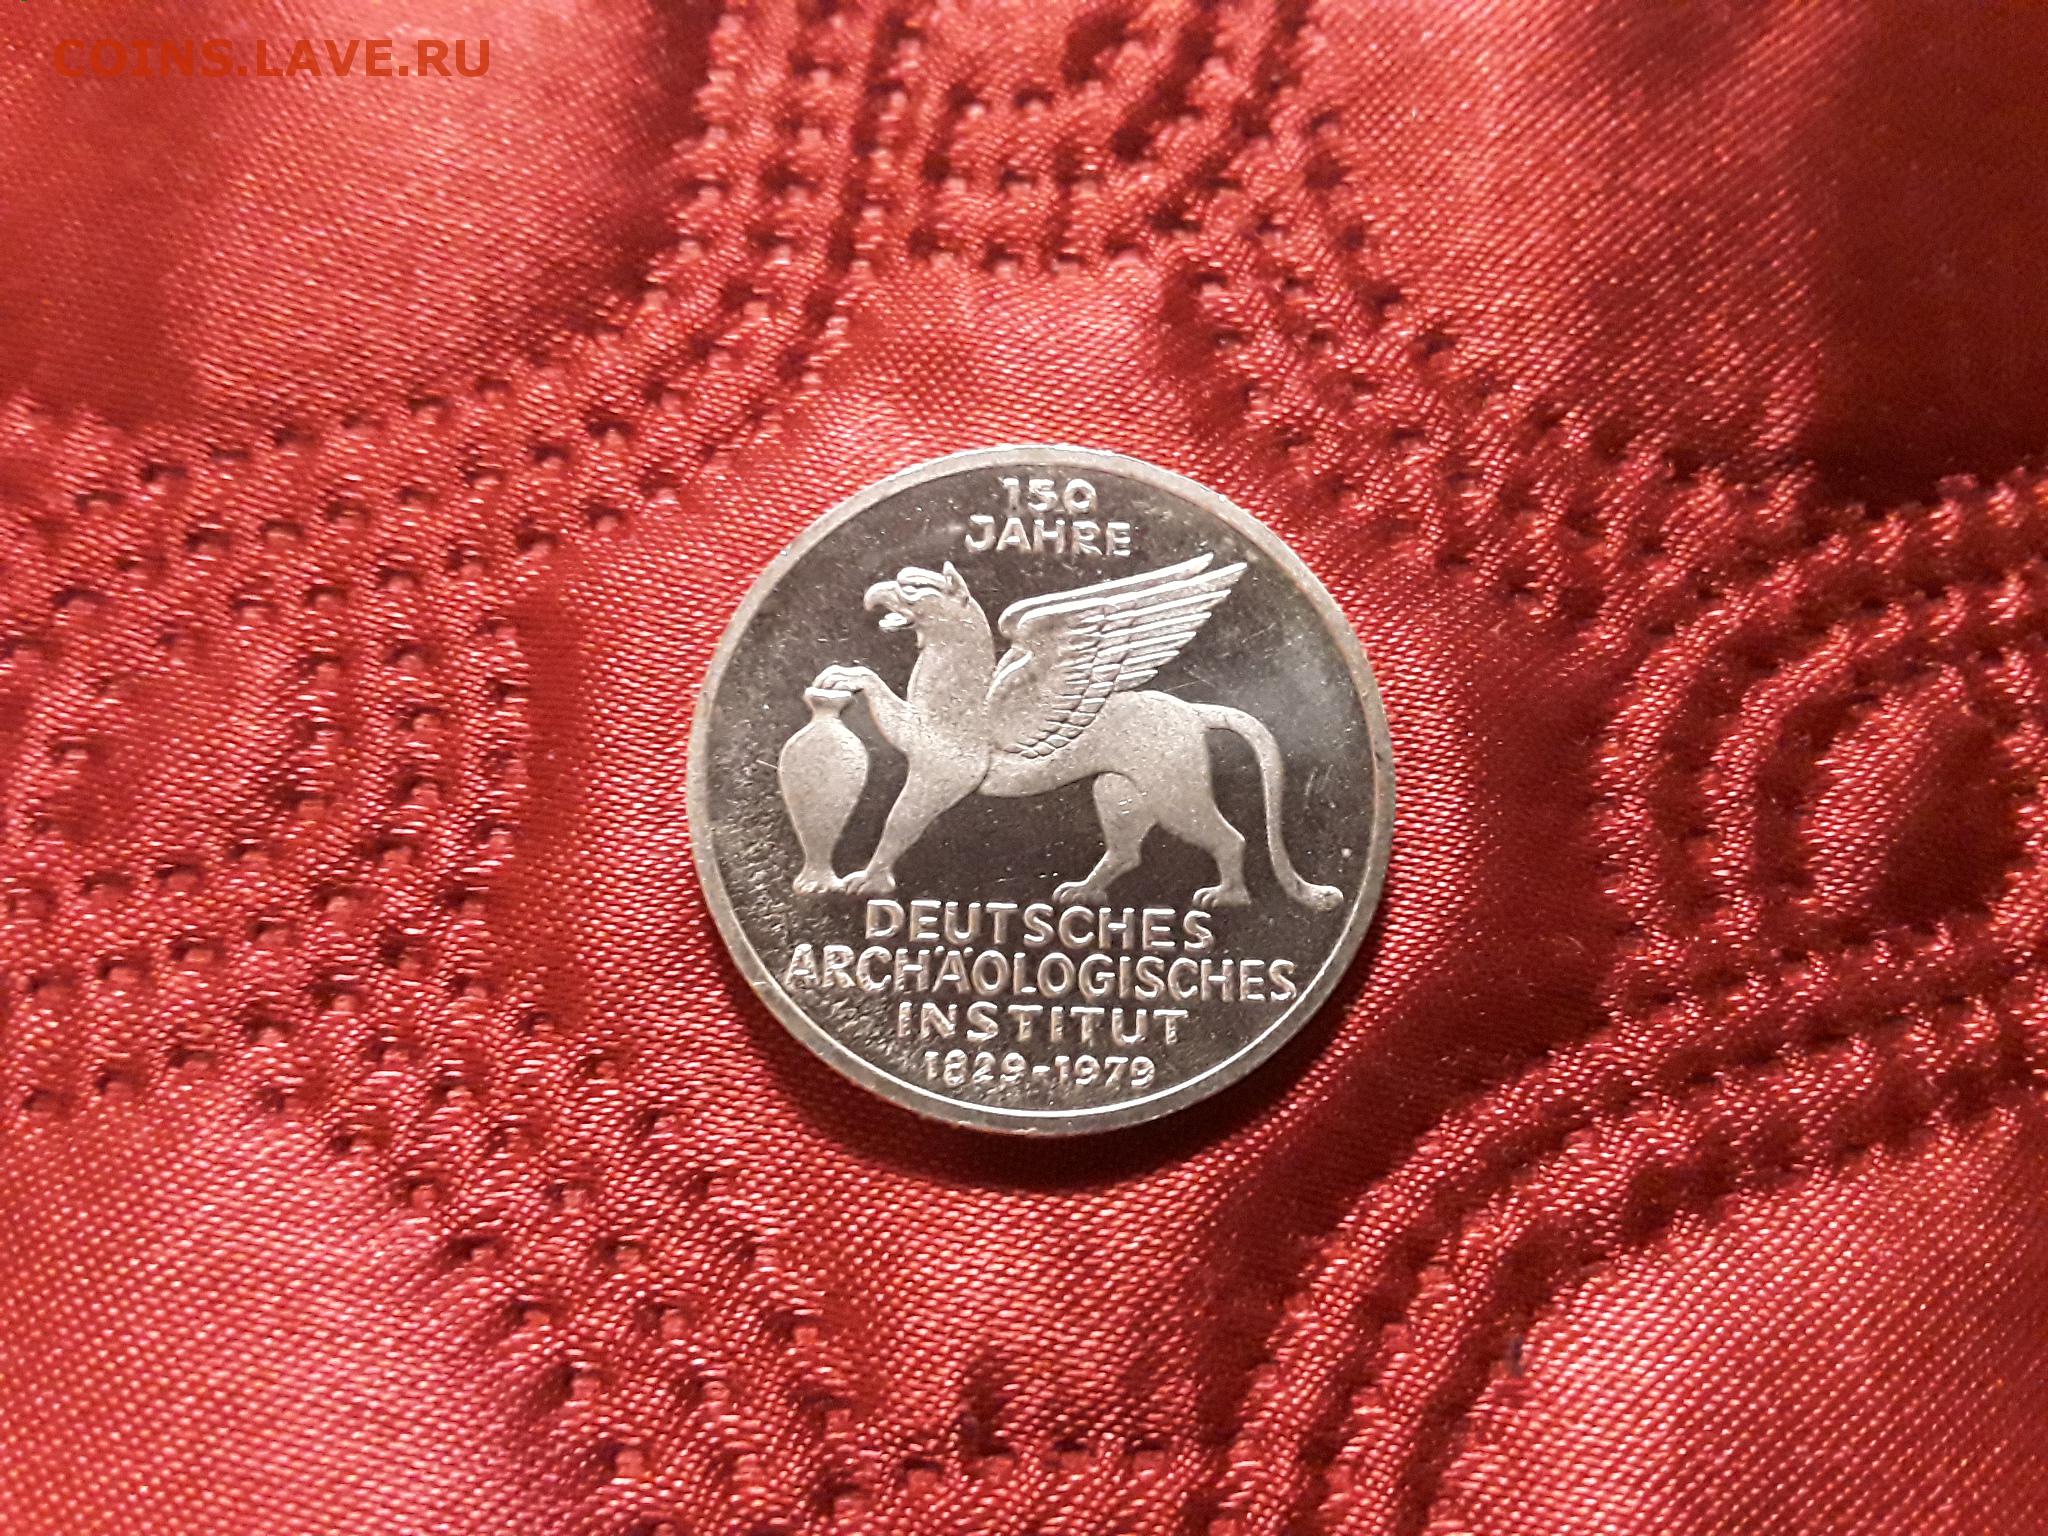 COINS.LAVE.RU
150
JAHRE
DEUTSCHES
ARCHÄOLOGISCHES
INSTITUT
1829-1979